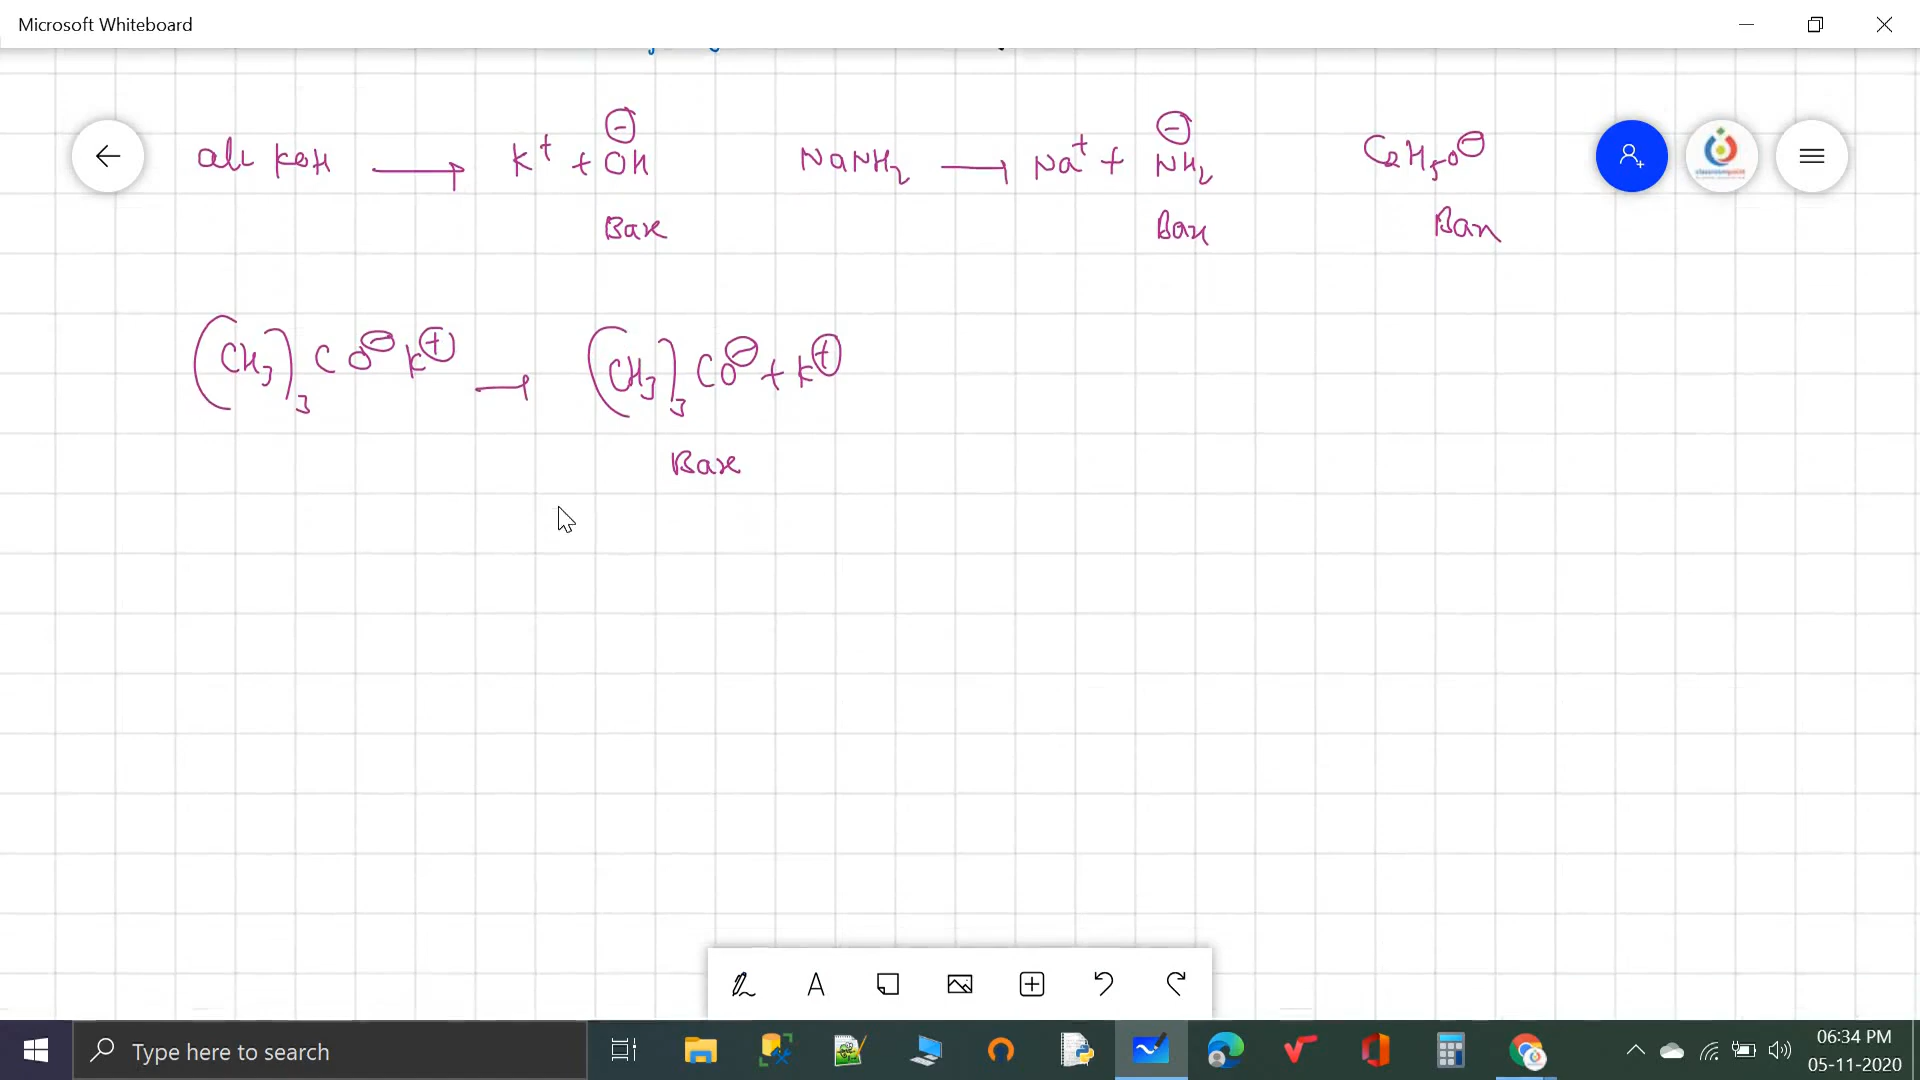 Microsoft Whiteboard
alc KOH ⟶ K⁺ + OH⊖ NaNH₂ ⟶ Na⁺ + NH₂⊖ C₂H₅O⊖
Base Base Base
(CH₃)₃CO⊖K⊕ ⟶ (CH₃)₃CO⊖ + K⊕
Base
Type here to search
06:34 PM
05-11-2020